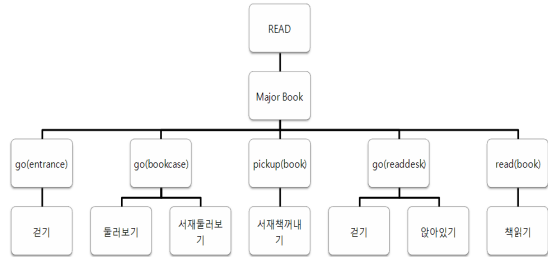 READ
Major Book
go(entrance)
go(bookcase)
pickup(book)
go(readdesk)
read(book)
걷기
둘러보기
서재둘러보
기
서재책꺼내
기
걷기
앉아있기
책읽기